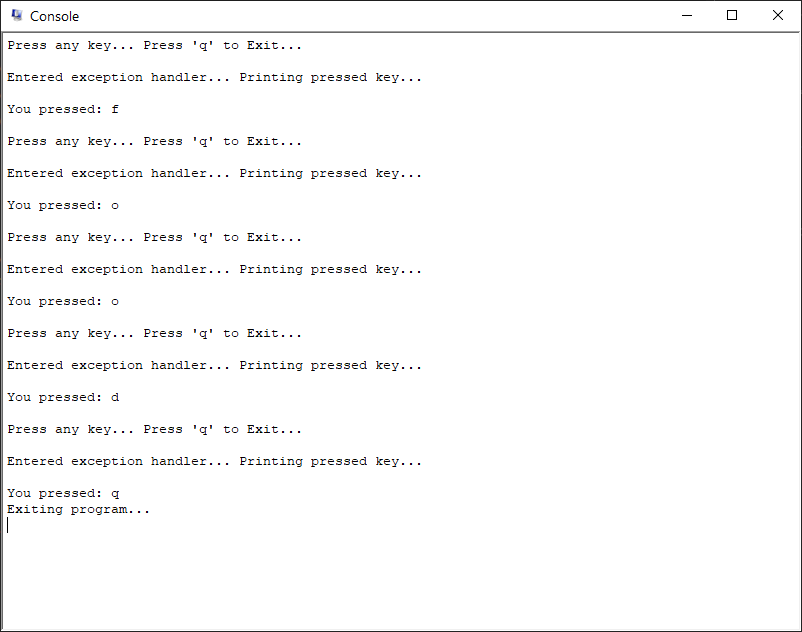 Console
Press any key... Press 'q' to Exit...
Entered exception handler... Printing pressed key...
You pressed: f
Press any key... Press 'q' to Exit...
Entered exception handler... Printing pressed key...
You pressed: o
Press any key... Press 'q' to Exit...
Entered exception handler... Printing pressed key...
You pressed: o
Press any key... Press 'q' to Exit...
Entered exception handler... Printing pressed key...
You pressed: d
Press any key... Press 'q' to Exit...
Entered exception handler... Printing pressed key...
You pressed: q
Exiting program...